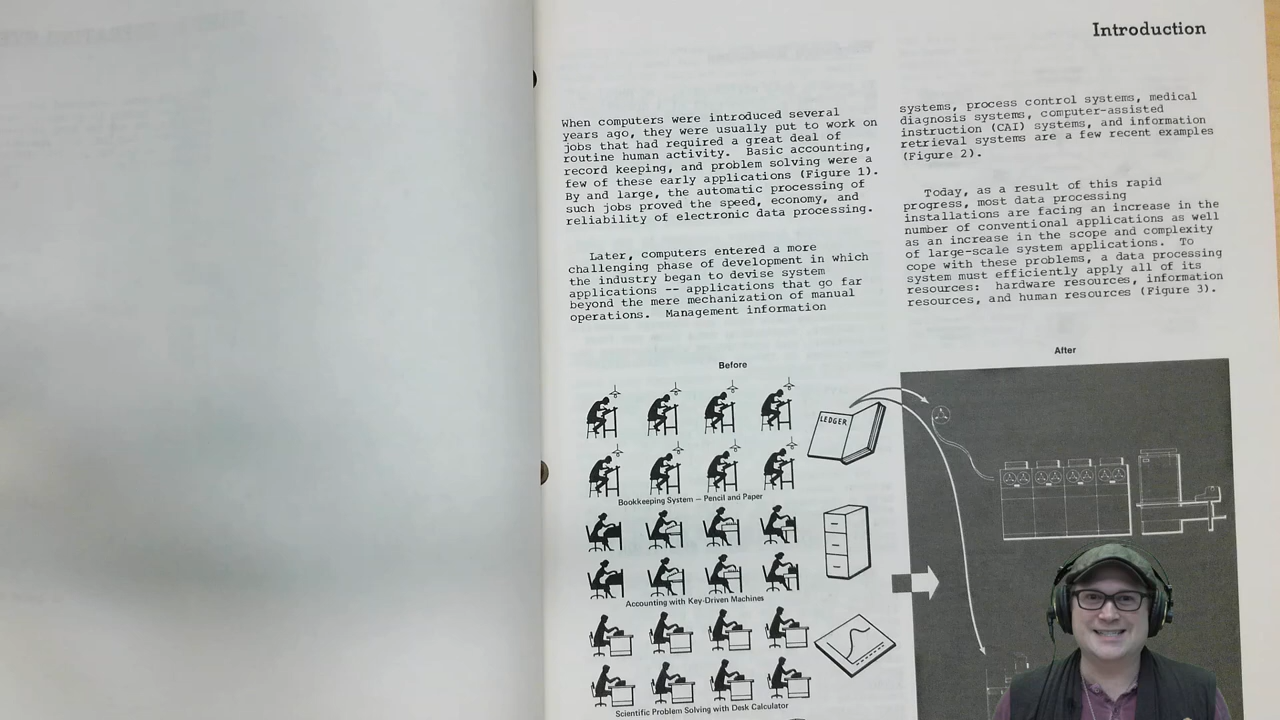 Introduction
When computers were introduced several
years ago, they were usually put to work on
jobs that had required a great deal of
routine human activity. Basic accounting,
record keeping, and problem solving were a
few of these early applications (Figure 1).
By and large, the automatic processing of
such jobs proved the speed, economy, and
reliability of electronic data processing.
Later, computers entered a more
challenging phase of development in which
the industry began to devise system
applications -- applications that go far
beyond the mere mechanization of manual
operations. Management information
systems, process control systems, medical
diagnosis systems, computer-assisted
instruction (CAI) systems, and information
retrieval systems are a few recent examples
(Figure 2).
Today, as a result of this rapid
progress, most data processing
installations are facing an increase in the
number of conventional applications as well
as an increase in the scope and complexity
of large-scale system applications. To
cope with these problems, a data processing
system must efficiently apply all of its
resources: hardware resources, information
resources, and human resources (Figure 3).
Before
After
LEDGER
Bookkeeping System — Pencil and Paper
Accounting with Key-Driven Machines
Scientific Problem Solving with Desk Calculator